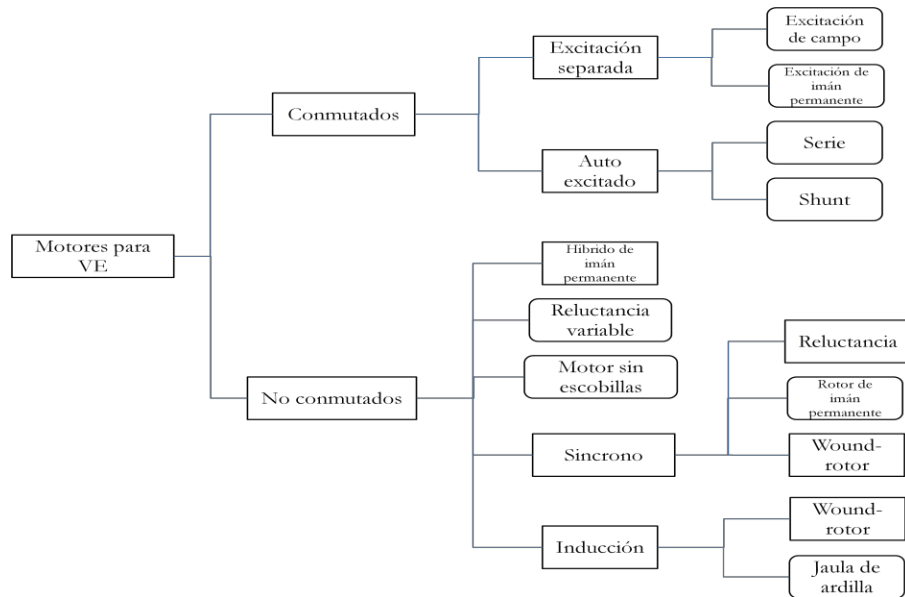 Motores para
VE
Conmutados
Excitación
separada
Excitación
de campo
Excitación de
imán
permanente
Auto
excitado
Serie
Shunt
No conmutados
Hibrido de
imán
permanente
Reluctancia
variable
Motor sin
escobillas
Sincrono
Reluctancia
Rotor de
imán
permanente
Wound-
rotor
Inducción
Wound-
rotor
Jaula de
ardilla